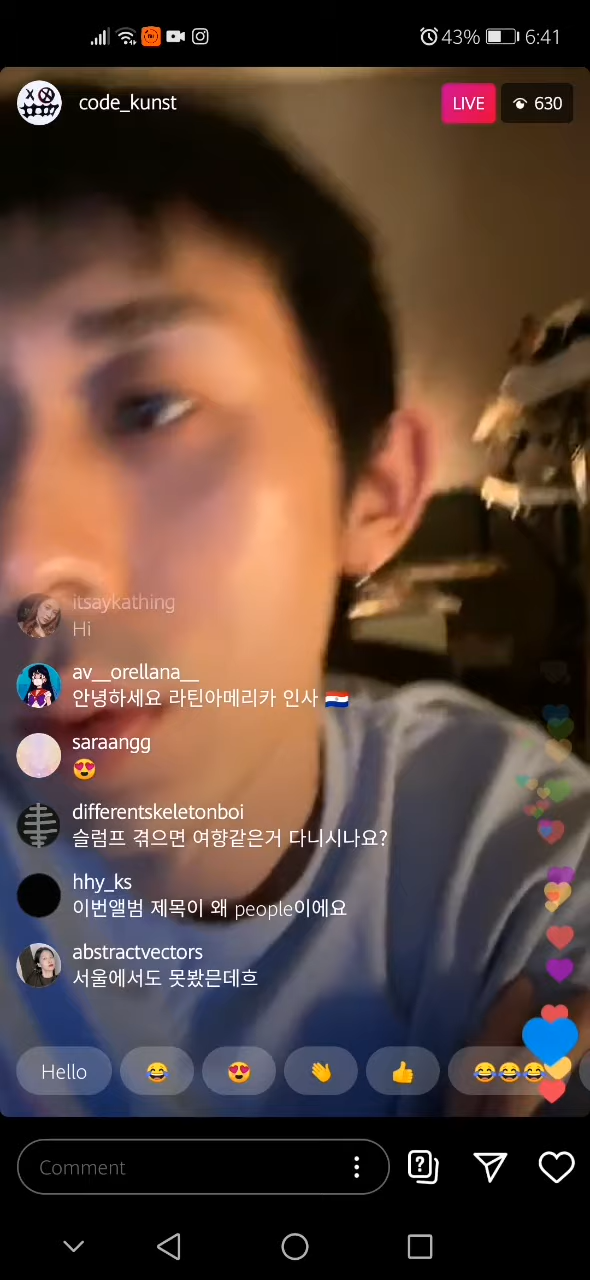 43% 6:41
code_kunst LIVE 630
itsaykathing
Hi
av__orellana__
안녕하세요 라틴아메리카 인사 🇵🇾
saraangg
😍
differentskeletonboi
슬럼프 겪으면 여향같은거 다니시나요?
hhy_ks
이번앨범 제목이 왜 people이에요
abstractvectors
서울에서도 못봤믄데흐
Hello 😂 😍 👋 👍 😂😂😂
Comment